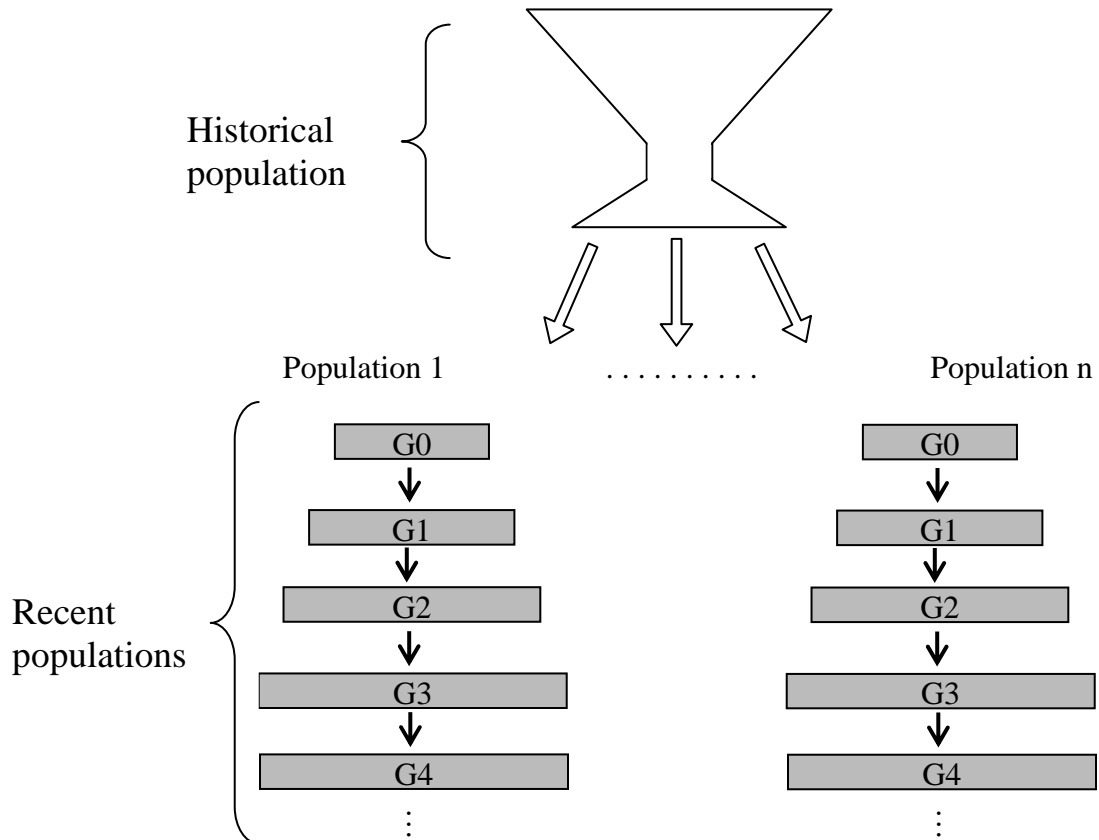 Historical
population
Population 1
. . . . . . . . . .
Population n
Recent
populations
G0
G1
G2
G3
G4
⋮
G0
G1
G2
G3
G4
⋮